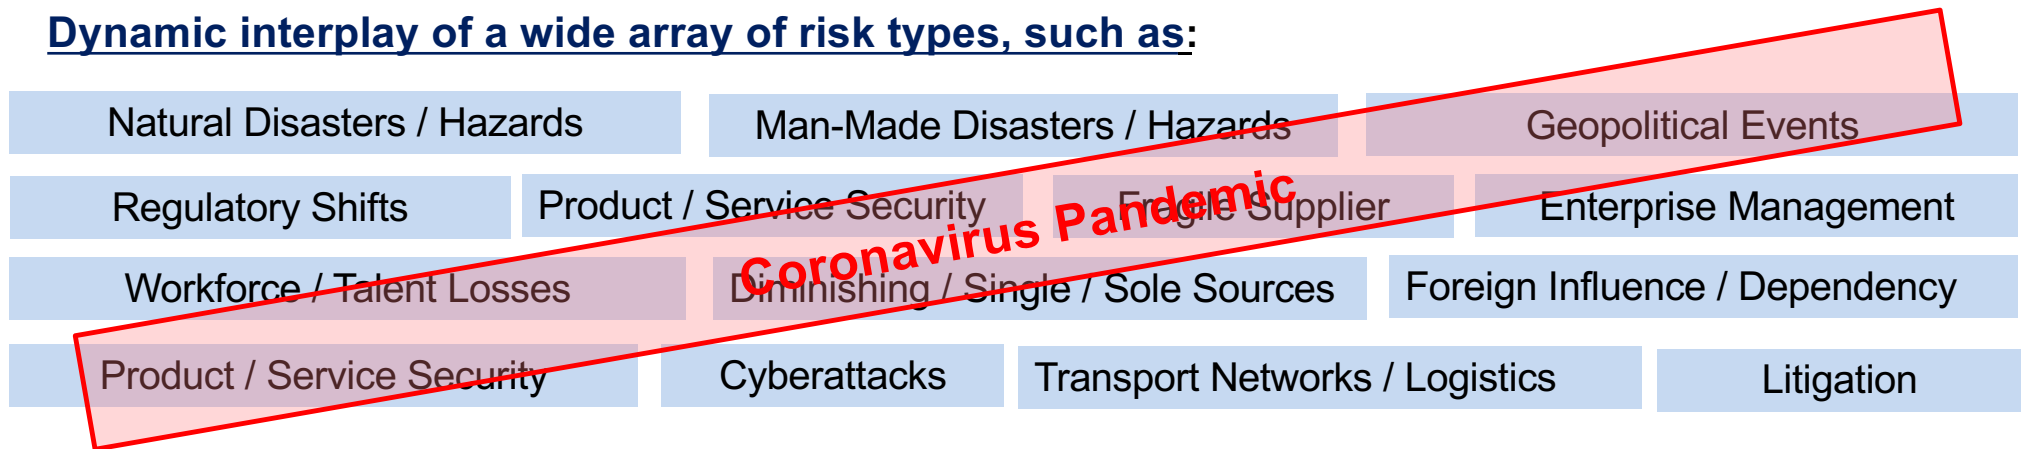 Dynamic interplay of a wide array of risk types, such as:
Natural Disasters / Hazards
Man-Made Disasters / Hazards
Geopolitical Events
Regulatory Shifts
Product / Service Security
Fragile Supplier
Enterprise Management
Coronavirus Pandemic
Workforce / Talent Losses
Diminishing / Single / Sole Sources
Foreign Influence / Dependency
Product / Service Security
Cyberattacks
Transport Networks / Logistics
Litigation